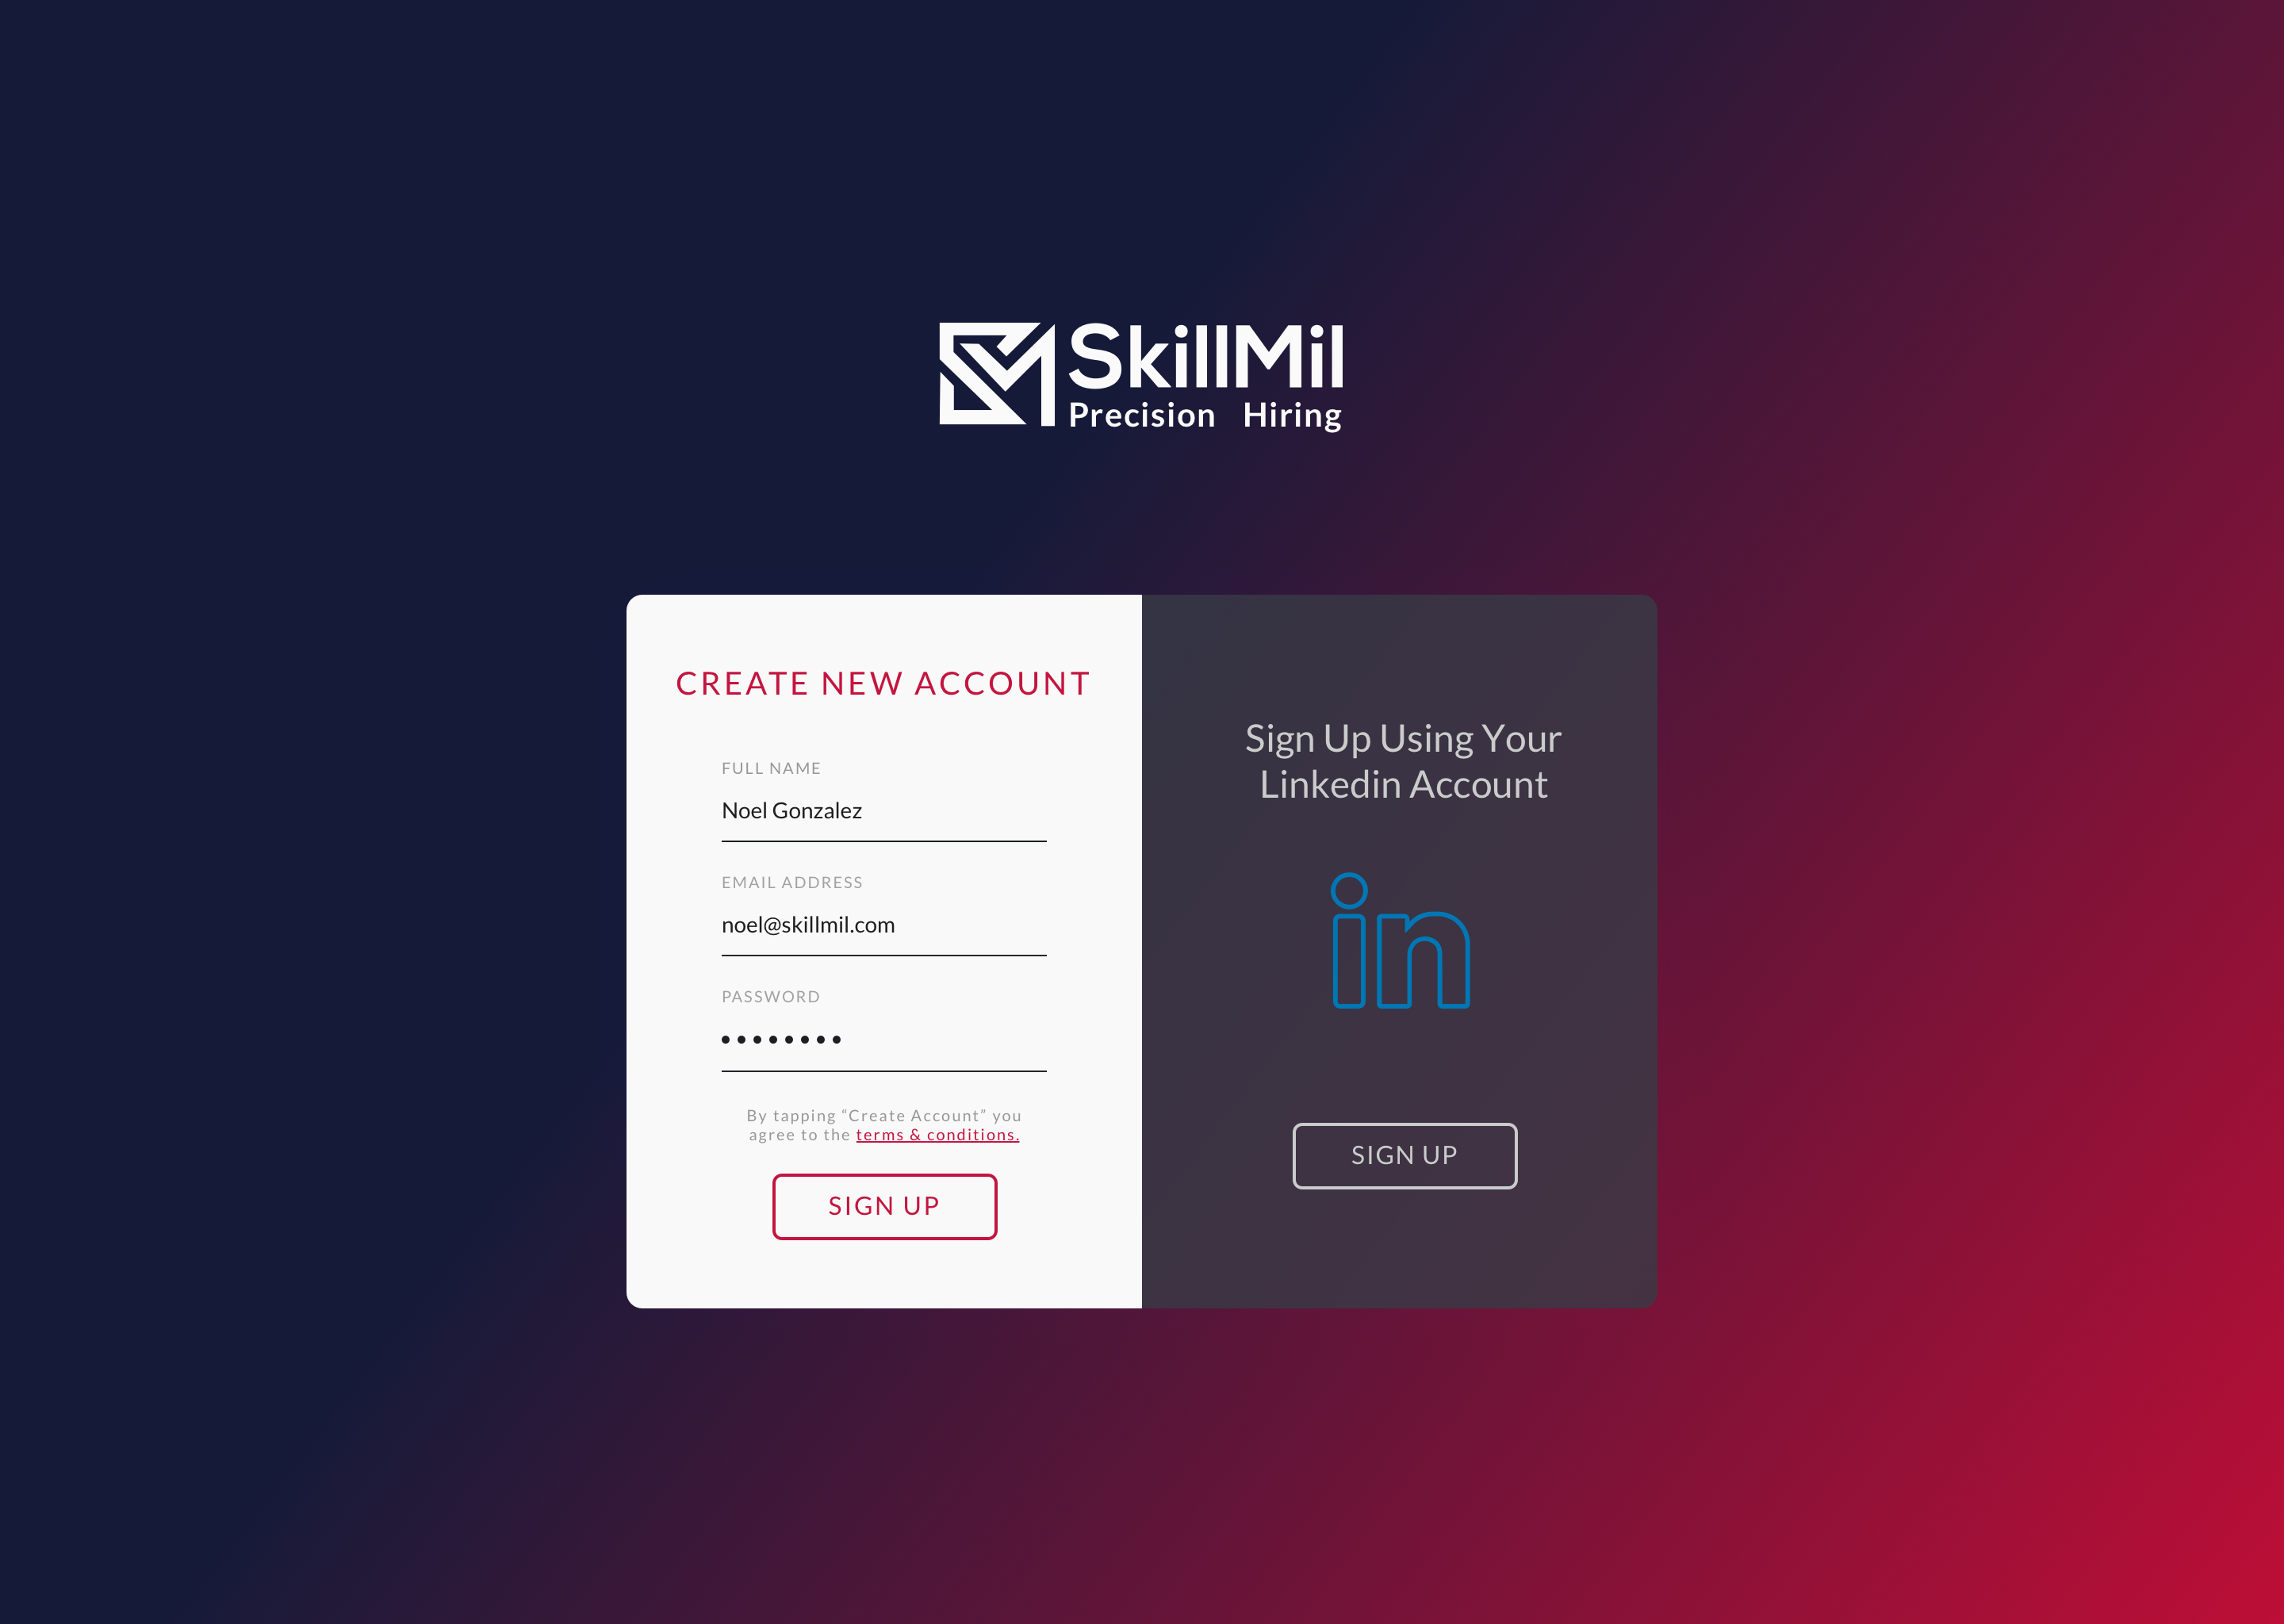 SkillMil
Precision Hiring
CREATE NEW ACCOUNT
FULL NAME
Noel Gonzalez
EMAIL ADDRESS
noel@skillmil.com
PASSWORD
••••••••
By tapping “Create Account” you
agree to the terms & conditions.
SIGN UP
Sign Up Using Your
Linkedin Account
in
SIGN UP